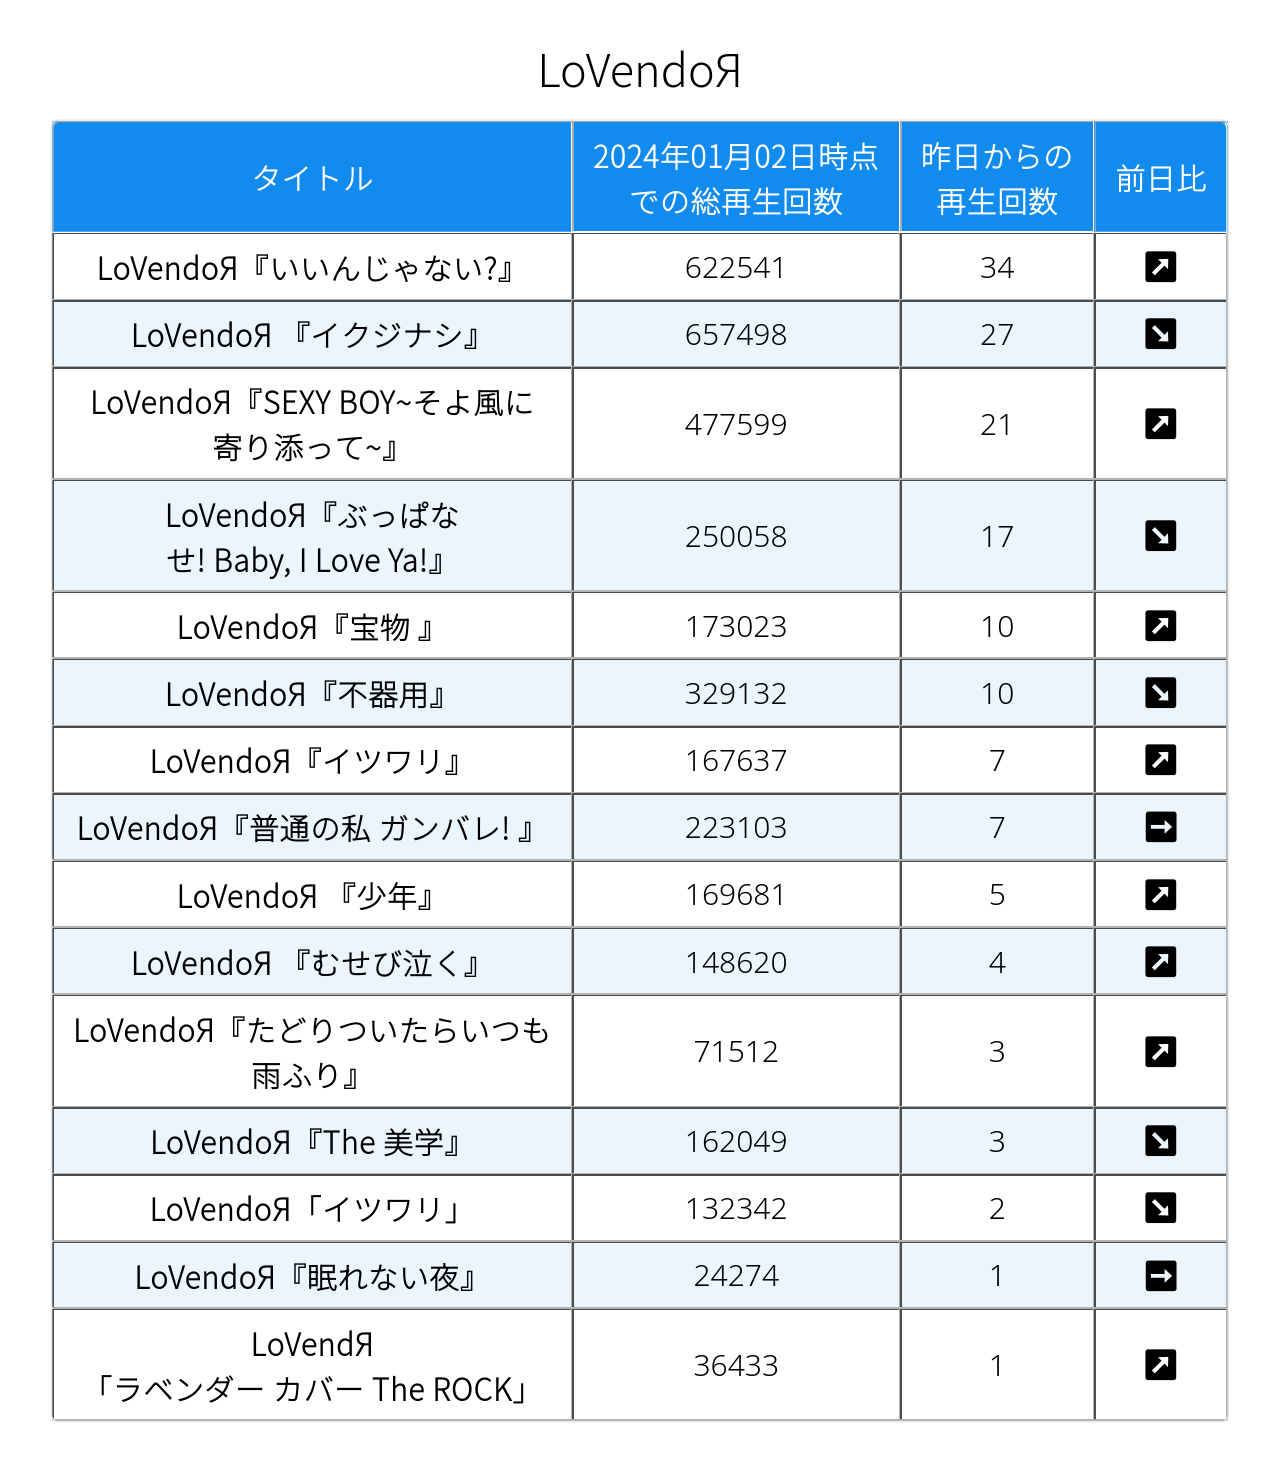 LoVendoЯ
タイトル
2024年01月02日時点
での総再生回数
昨日からの
再生回数
前日比
LoVendoЯ『いいんじゃない?』
622541
34
↗
LoVendoЯ 『イクジナシ』
657498
27
↘
LoVendoЯ『SEXY BOY~そよ風に
寄り添って~』
477599
21
↗
LoVendoЯ『ぶっぱな
せ! Baby, I Love Ya!』
250058
17
↘
LoVendoЯ『宝物 』
173023
10
↗
LoVendoЯ『不器用』
329132
10
↘
LoVendoЯ『イツワリ』
167637
7
↗
LoVendoЯ『普通の私 ガンバレ! 』
223103
7
→
LoVendoЯ 『少年』
169681
5
↗
LoVendoЯ 『むせび泣く』
148620
4
↗
LoVendoЯ『たどりついたらいつも
雨ふり』
71512
3
↗
LoVendoЯ『The 美学』
162049
3
↘
LoVendoЯ「イツワリ」
132342
2
↘
LoVendoЯ『眠れない夜』
24274
1
→
LoVendЯ
「ラベンダー カバー The ROCK」
36433
1
↗